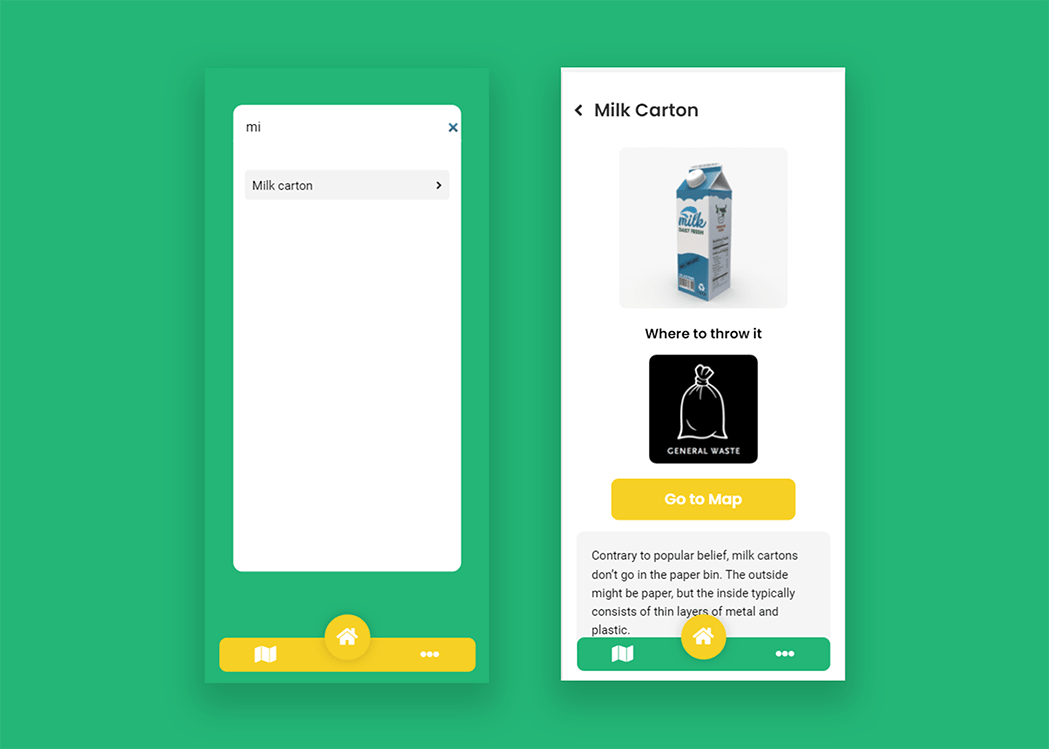 mi
Milk carton
Milk Carton
milk
DAILY FRESH
Where to throw it
GENERAL WASTE
Go to Map
Contrary to popular belief, milk cartons
don’t go in the paper bin. The outside
might be paper, but the inside typically
consists of thin layers of metal and
plastic.